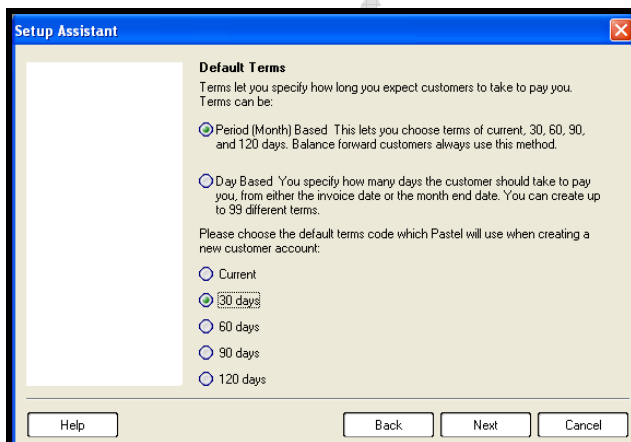 Setup Assistant
Default Terms
Terms let you specify how long you expect customers to take to pay you.
Terms can be:
Period (Month) Based This lets you choose terms of current, 30, 60, 90,
and 120 days. Balance forward customers always use this method.
Day Based You specify how many days the customer should take to pay
you, from either the invoice date or the month end date. You can create up
to 99 different terms.
Please choose the default terms code which Pastel will use when creating a
new customer account:
Current
30 days
60 days
90 days
120 days
Help Back Next Cancel